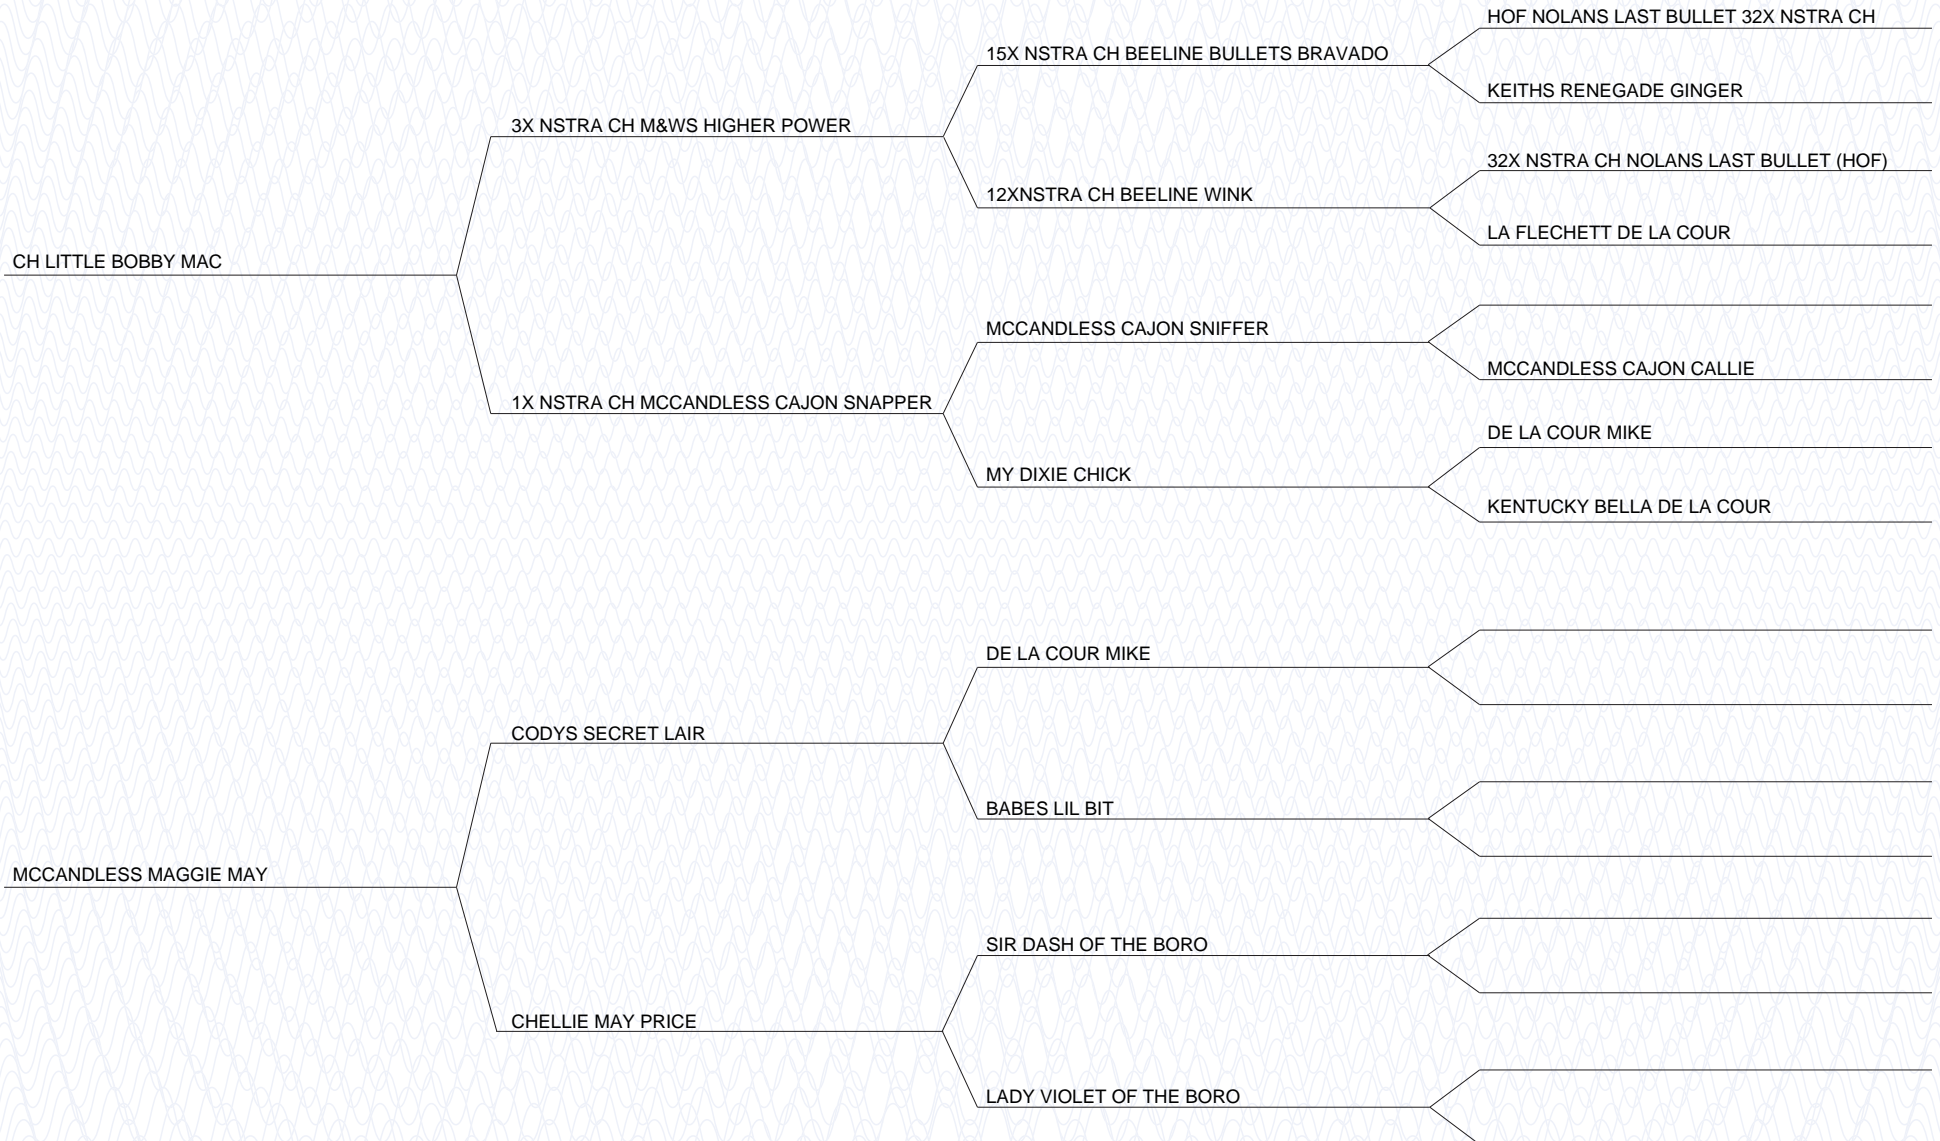 HOF NOLANS LAST BULLET 32X NSTRA CH
15X NSTRA CH BEELINE BULLETS BRAVADO
KEITHS RENEGADE GINGER
3X NSTRA CH M&WS HIGHER POWER
32X NSTRA CH NOLANS LAST BULLET (HOF)
12XNSTRA CH BEELINE WINK
LA FLECHETT DE LA COUR
CH LITTLE BOBBY MAC
MCCANDLESS CAJON SNIFFER
MCCANDLESS CAJON CALLIE
1X NSTRA CH MCCANDLESS CAJON SNAPPER
DE LA COUR MIKE
MY DIXIE CHICK
KENTUCKY BELLA DE LA COUR
DE LA COUR MIKE
CODYS SECRET LAIR
BABES LIL BIT
MCCANDLESS MAGGIE MAY
SIR DASH OF THE BORO
CHELLIE MAY PRICE
LADY VIOLET OF THE BORO